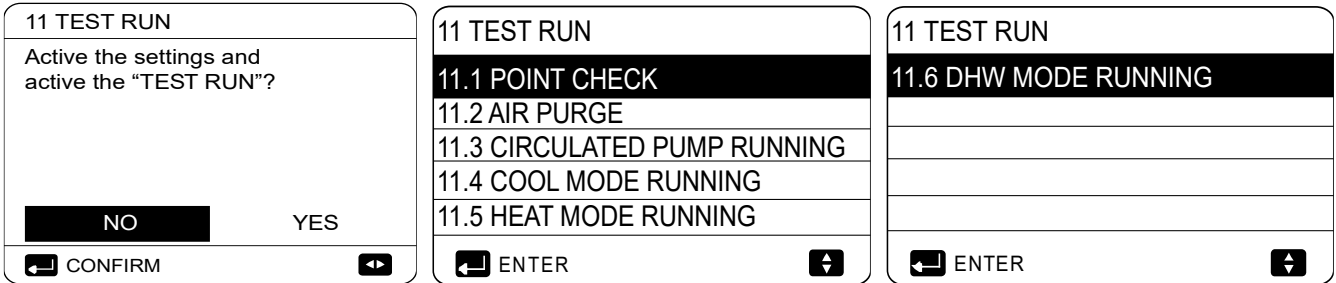 11 TEST RUN
Active the settings and
active the “TEST RUN”?
NO YES
CONFIRM
11 TEST RUN
11.1 POINT CHECK
11.2 AIR PURGE
11.3 CIRCULATED PUMP RUNNING
11.4 COOL MODE RUNNING
11.5 HEAT MODE RUNNING
ENTER
11 TEST RUN
11.6 DHW MODE RUNNING
ENTER